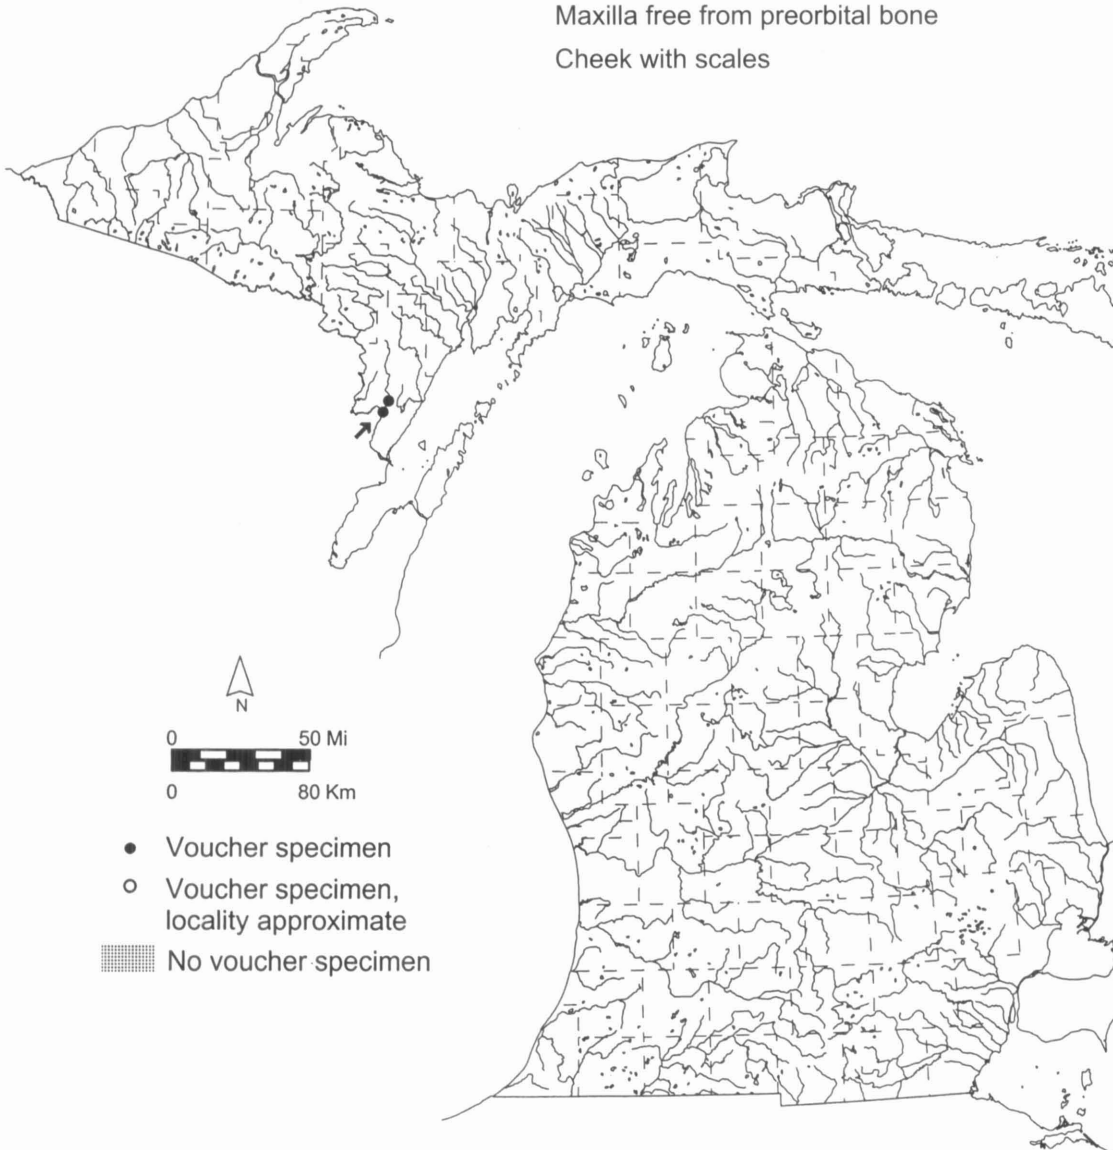 Maxilla free from preorbital bone
Cheek with scales
N
0 50 Mi
0 80 Km
Voucher specimen
Voucher specimen,
locality approximate
No voucher specimen